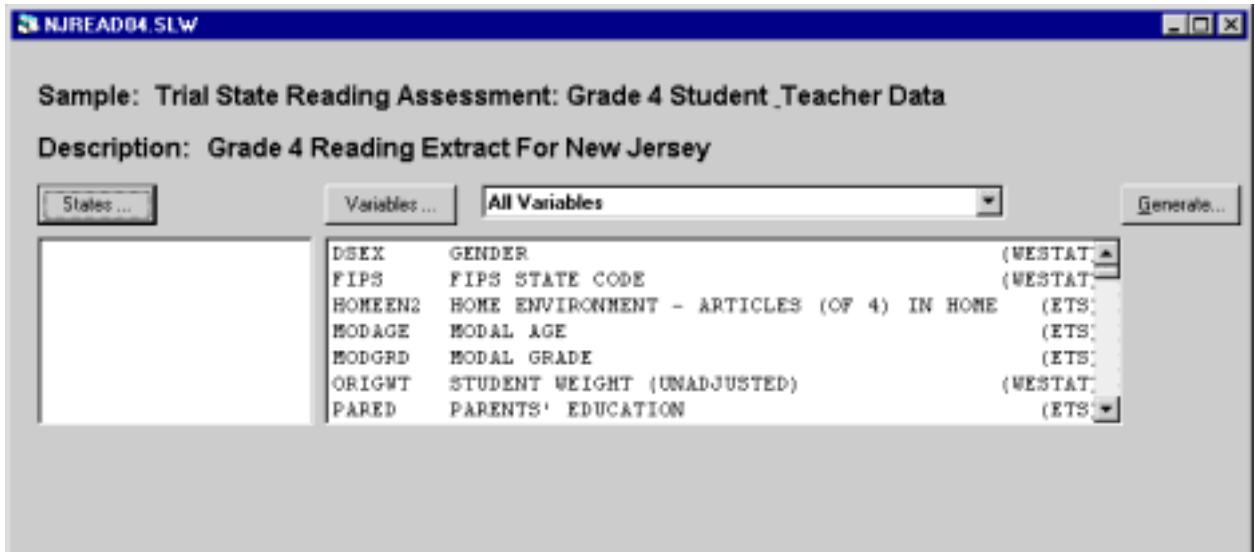 NJREAD04.SLW
Sample: Trial State Reading Assessment: Grade 4 Student_Teacher Data
Description: Grade 4 Reading Extract For New Jersey
States ... Variables ... All Variables Generate...
DSEX GENDER (WESTAT)
FIPS FIPS STATE CODE (WESTAT)
HOMEEN2 HOME ENVIRONMENT - ARTICLES (OF 4) IN HOME (ETS)
MODAGE MODAL AGE (ETS)
MODGRD MODAL GRADE (ETS)
ORIGWT STUDENT WEIGHT (UNADJUSTED) (WESTAT)
PARED PARENTS' EDUCATION (ETS)